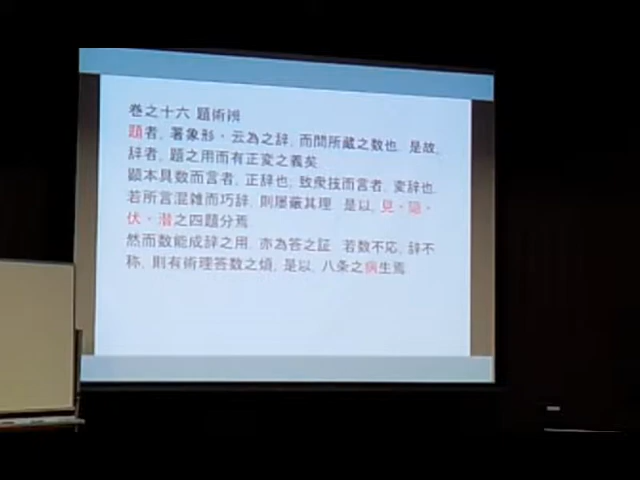 巻之十六 題術辨
題者，著象形・云為之辞，而問所蔵之数也．是故，
辞者，題之用而有正変之義矣．
顕本具数而言者，正辞也；致衆技而言者，変辞也．
若所言混雑而巧辞，則屡蔽其理．是以，見・隠・
伏・潜之四題分焉．
然而数能成辞之用，亦為答之証．若数不応，辞不
称，則有術理答数之煩，是以，八条之病生焉．